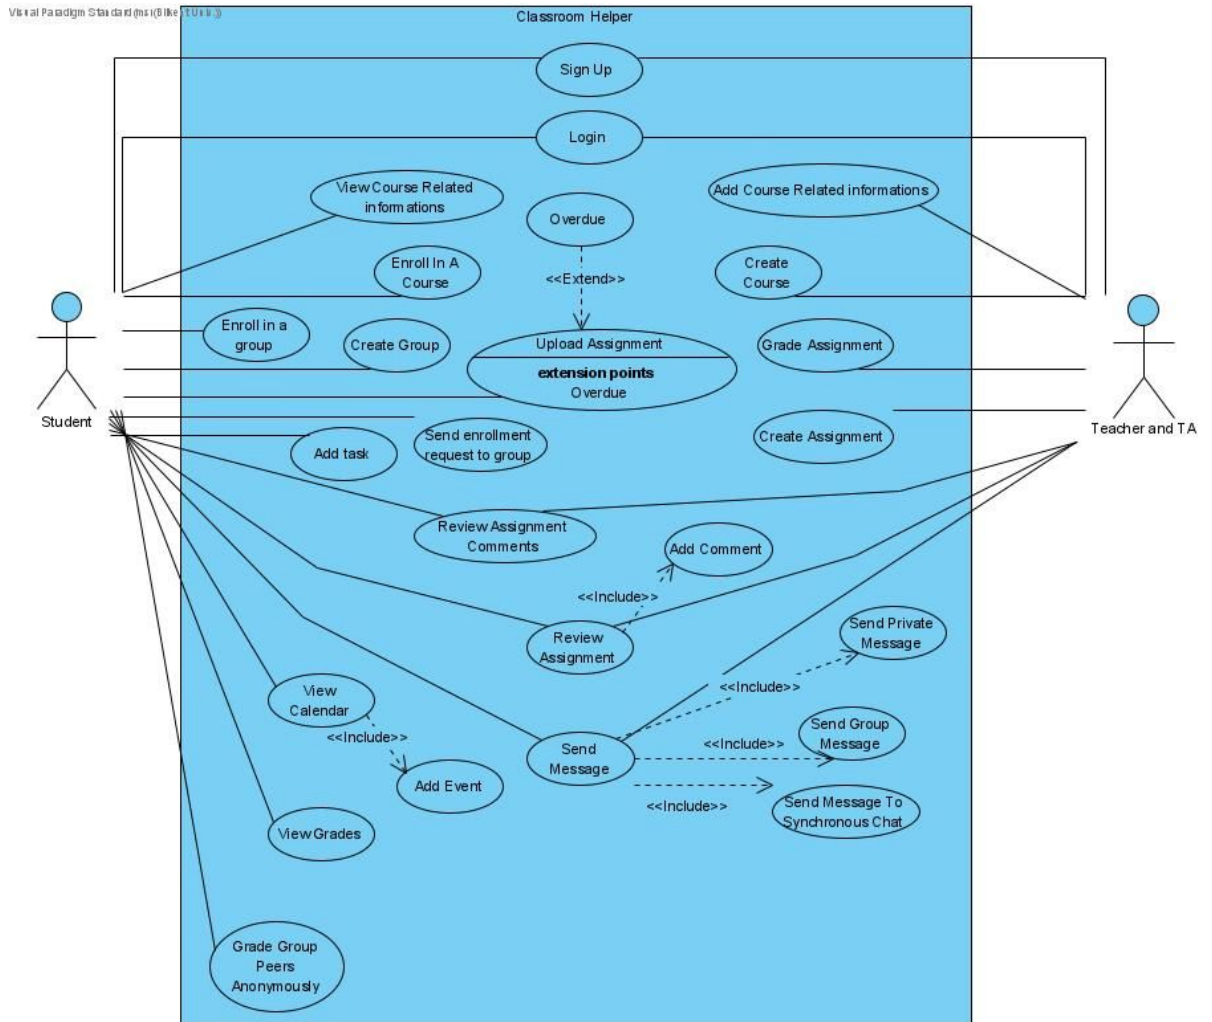 Visual Paradigm Standard
Classroom Helper
Sign Up
Login
View Course Related
informations
Add Course Related informations
Overdue
Enroll In A
Course
<<Extend>>
Create
Course
Enroll in a
group
Create Group
Upload Assignment
extension points
Overdue
Grade Assignment
Student
Teacher and TA
Add task
Send enrollment
request to group
Create Assignment
Review Assignment
Comments
Add Comment
<<Include>>
Review
Assignment
Send Private
Message
<<Include>>
View
Calendar
<<Include>>
Add Event
Send
Message
<<Include>>
Send Group
Message
<<Include>>
Send Message To
Synchronous Chat
View Grades
Grade Group
Peers
Anonymously